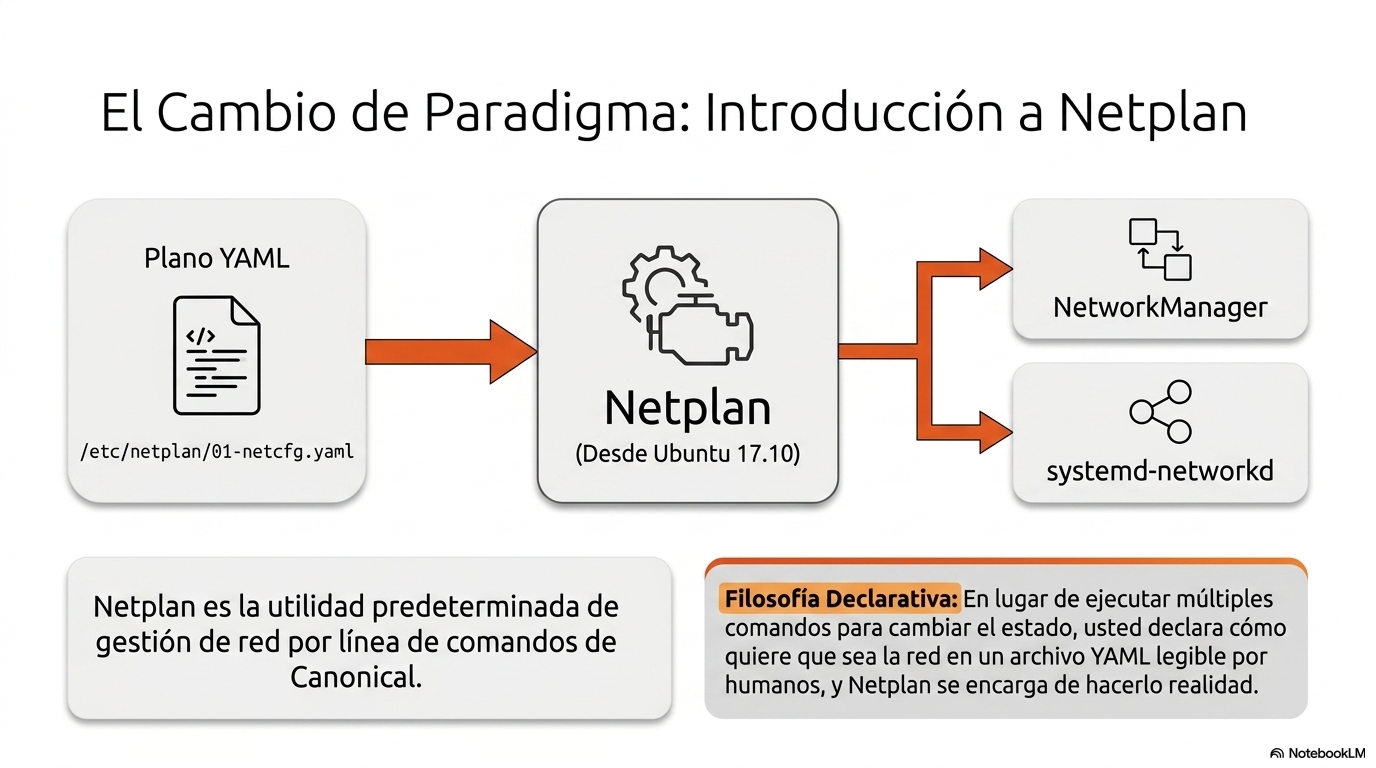 El Cambio de Paradigma: Introducción a Netplan
Plano YAML
</>
/etc/netplan/01-netcfg.yaml
Netplan
(Desde Ubuntu 17.10)
NetworkManager
systemd-networkd
Netplan es la utilidad predeterminada de
gestión de red por línea de comandos de
Canonical.
Filosofía Declarativa: En lugar de ejecutar múltiples
comandos para cambiar el estado, usted declara cómo
quiere que sea la red en un archivo YAML legible por
humanos, y Netplan se encarga de hacerlo realidad.
NotebookLM